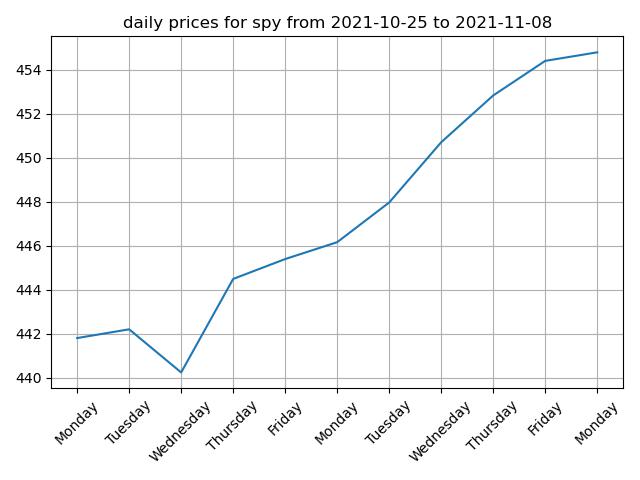 daily prices for spy from 2021-10-25 to 2021-11-08
454
452
450
448
446
444
442
440
Monday
Tuesday
Wednesday
Thursday
Friday
Monday
Tuesday
Wednesday
Thursday
Friday
Monday